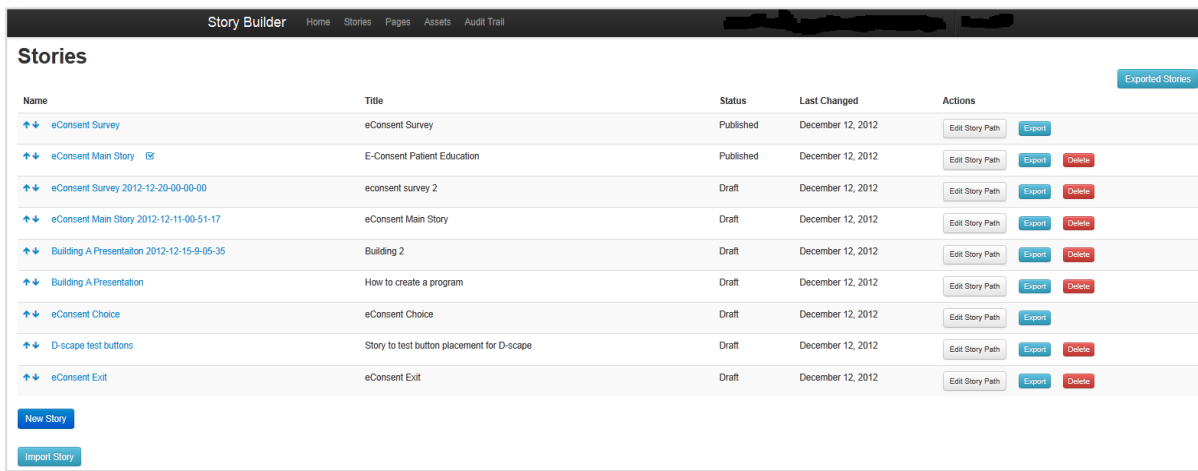 Story Builder Home Stories Pages Assets Audit Trail
Stories
Exported Stories
Name Title Status Last Changed Actions
eConsent Survey eConsent Survey Published December 12, 2012 Edit Story Path Export
eConsent Main Story E-Consent Patient Education Published December 12, 2012 Edit Story Path Export Delete
eConsent Survey 2012-12-20-00-00-00 econsent survey 2 Draft December 12, 2012 Edit Story Path Export Delete
eConsent Main Story 2012-12-11-00-51-17 eConsent Main Story Draft December 12, 2012 Edit Story Path Export Delete
Building A Presentaiton 2012-12-15-9-05-35 Building 2 Draft December 12, 2012 Edit Story Path Export Delete
Building A Presentation How to create a program Draft December 12, 2012 Edit Story Path Export Delete
eConsent Choice eConsent Choice Draft December 12, 2012 Edit Story Path Export
D-scape test buttons Story to test button placement for D-scape Draft December 12, 2012 Edit Story Path Export Delete
eConsent Exit eConsent Exit Draft December 12, 2012 Edit Story Path Export Delete
New Story
Import Story